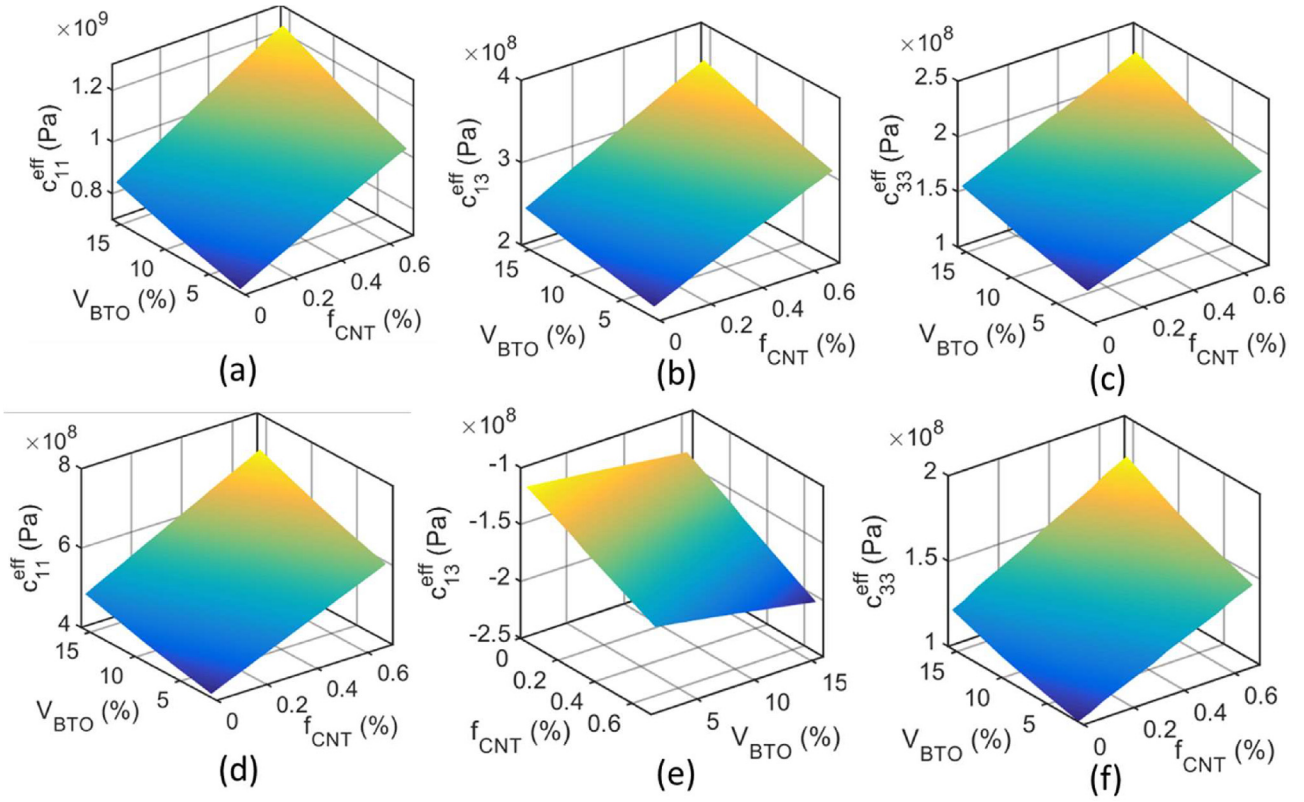 ×10⁹
1.2
1
0.8
c₁₁ᵉᶠᶠ (Pa)
15
10
5
V_BTO (%)
0
0.2
0.4
0.6
f_CNT (%)
(a)
×10⁸
4
3
2
c₁₃ᵉᶠᶠ (Pa)
15
10
5
V_BTO (%)
0
0.2
0.4
0.6
f_CNT (%)
(b)
×10⁸
2.5
2
1.5
1
c₃₃ᵉᶠᶠ (Pa)
15
10
5
V_BTO (%)
0
0.2
0.4
0.6
f_CNT (%)
(c)
×10⁸
8
6
4
c₁₁ᵉᶠᶠ (Pa)
15
10
5
V_BTO (%)
0
0.2
0.4
0.6
f_CNT (%)
(d)
×10⁸
-1
-1.5
-2
-2.5
c₁₃ᵉᶠᶠ (Pa)
0
0.2
0.4
0.6
f_CNT (%)
5
10
15
V_BTO (%)
(e)
×10⁸
2
1.5
1
c₃₃ᵉᶠᶠ (Pa)
15
10
5
V_BTO (%)
0
0.2
0.4
0.6
f_CNT (%)
(f)